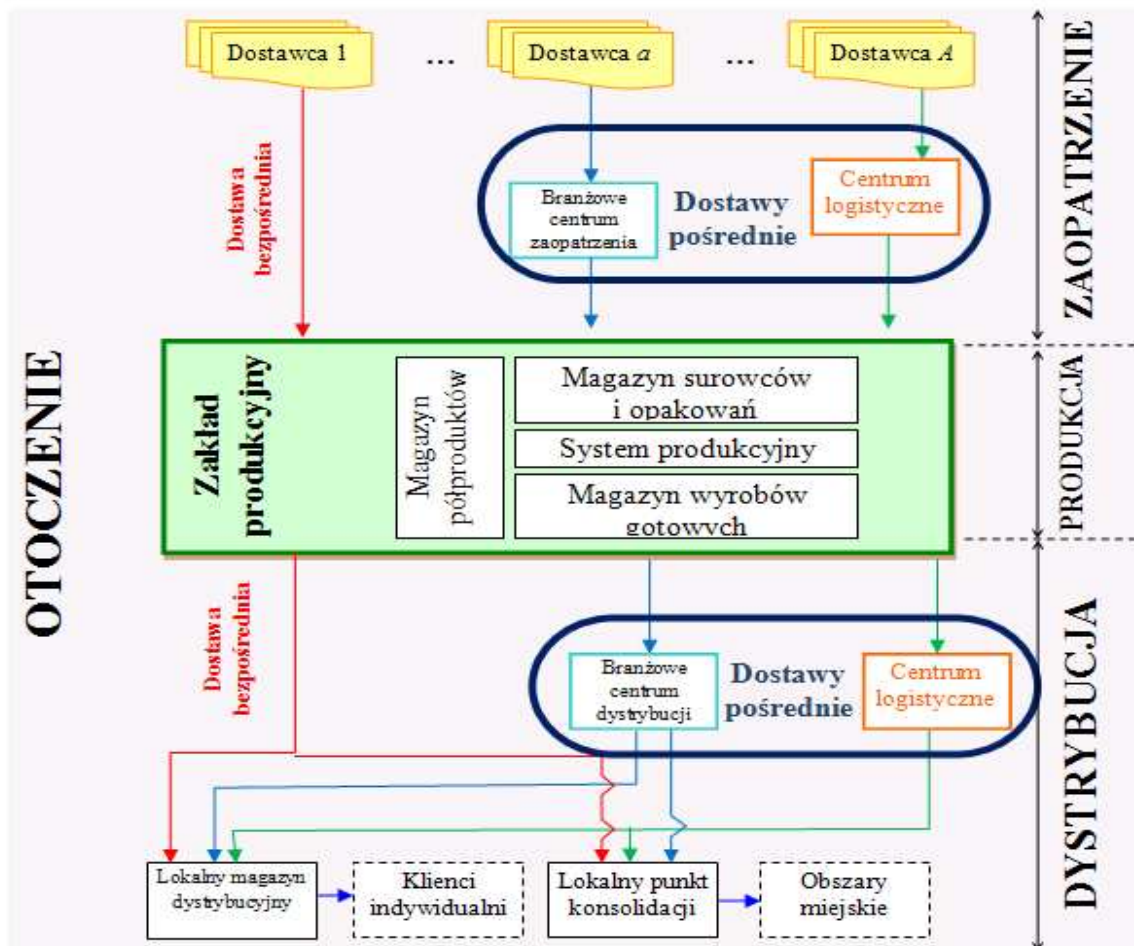 Dostawca 1
...
Dostawca a
...
Dostawca A
ZAOPATRZENIE
Dostawa
bezpośrednia
Branżowe
centrum
zaopatrzenia
Dostawy
pośrednie
Centrum
logistyczne
OTOCZENIE
Zakład
produkcyjny
Magazyn
półproduktów
Magazyn surowców
i opakowań
System produkcyjny
Magazyn wyrobów
gotowych
PRODUKCJA
Dostawa
bezpośrednia
Branżowe
centrum
dystrybucji
Dostawy
pośrednie
Centrum
logistyczne
DYSTRYBUCJA
Lokalny magazyn
dystrybucyjny
Klienci
indywidualni
Lokalny punkt
konsolidacji
Obszary
miejskie